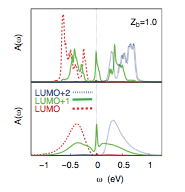 A(ω)
Z_b=1.0
LUMO+2
LUMO+1
LUMO
A(ω)
−1 −0.5 0 0.5 1
ω (eV)